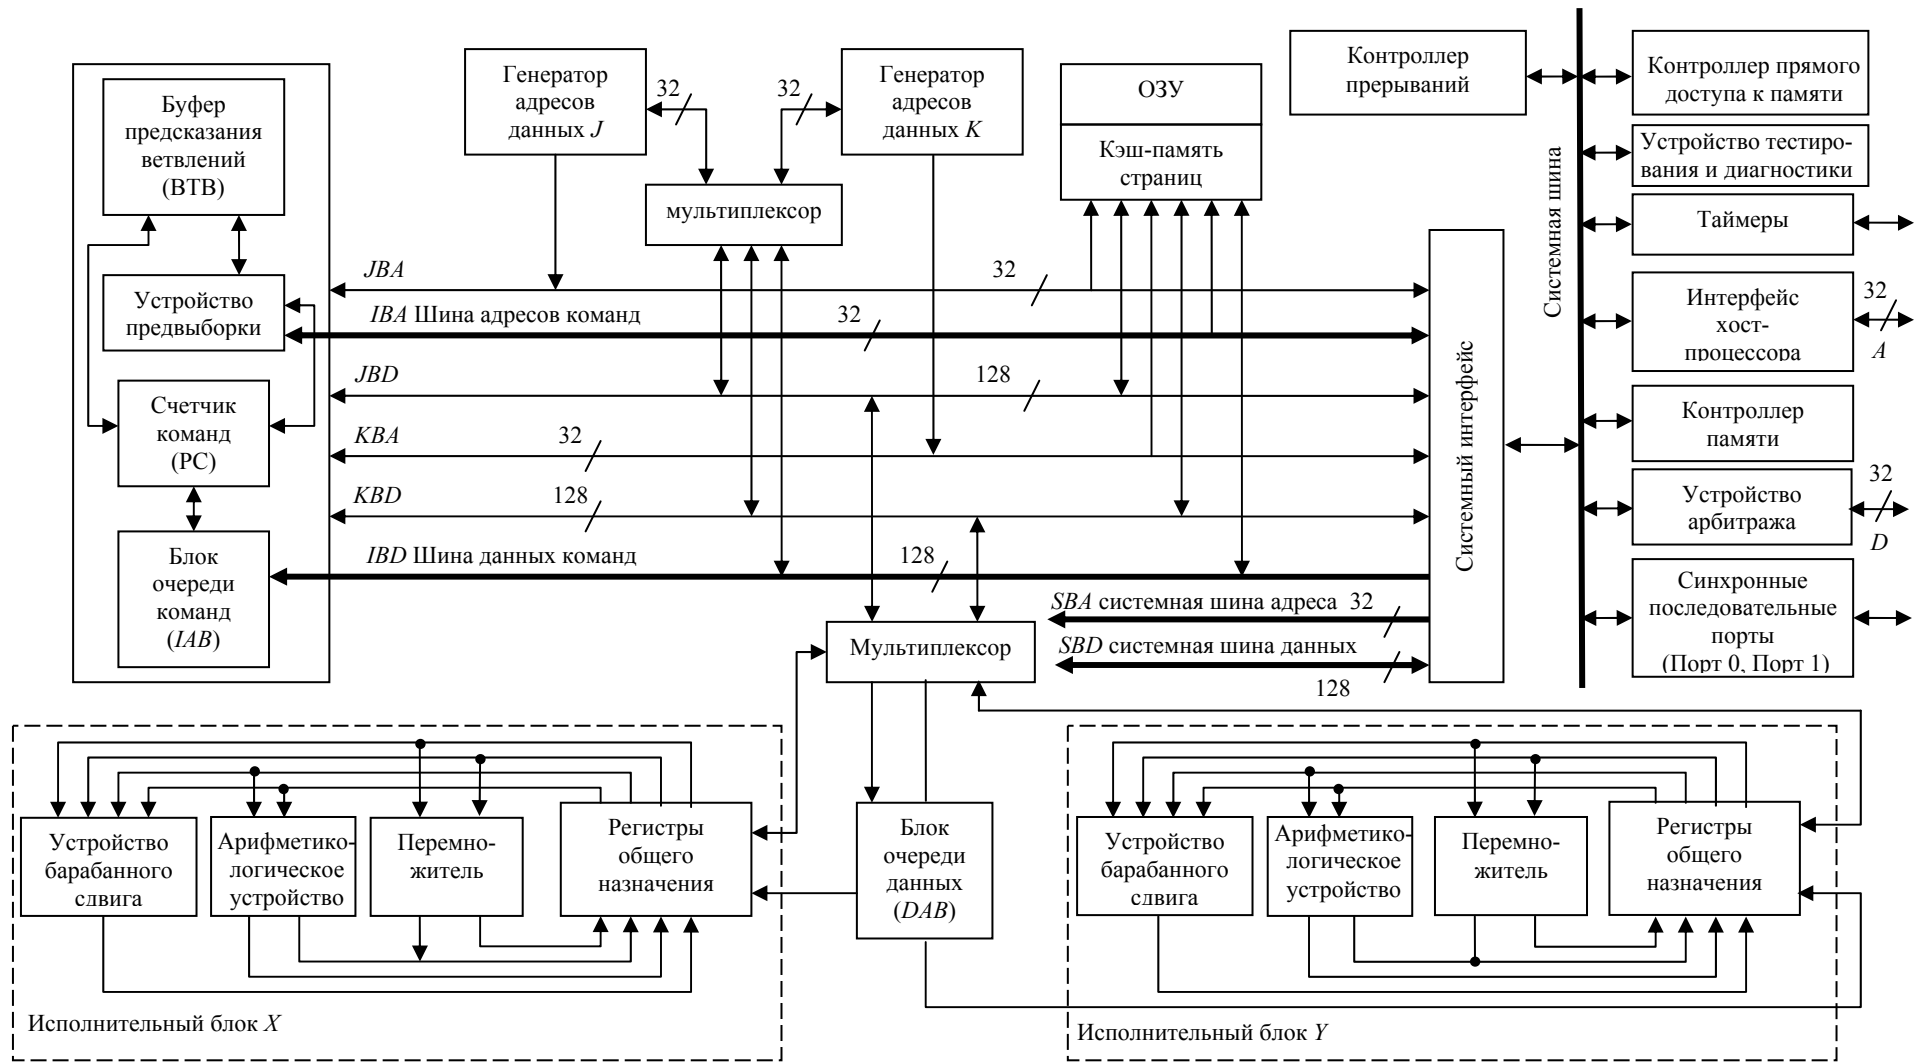 Буфер
предсказания
ветвлений
(BTB)
Устройство
предвыборки
Счетчик
команд
(PC)
Блок
очереди
команд
(IAB)
Генератор
адресов
данных J
32
32
Генератор
адресов
данных K
мультиплексор
ОЗУ
Кэш-память
страниц
Контроллер
прерываний
Системная шина
Контроллер прямого
доступа к памяти
Устройство тестиро-
вания и диагностики
Таймеры
Интерфейс
хост-
процессора
32
A
Контроллер
памяти
Устройство
арбитража
32
D
Синхронные
последовательные
порты
(Порт 0, Порт 1)
JBA
32
IBA Шина адресов команд
32
JBD
128
KBA
32
KBD
128
IBD Шина данных команд
128
Системный интерфейс
SBA системная шина адреса 32
SBD системная шина данных
128
Мультиплексор
Устройство
барабанного
сдвига
Арифметико-
логическое
устройство
Перемно-
житель
Регистры
общего
назначения
Исполнительный блок X
Блок
очереди
данных
(DAB)
Устройство
барабанного
сдвига
Арифметико-
логическое
устройство
Перемно-
житель
Регистры
общего
назначения
Исполнительный блок Y